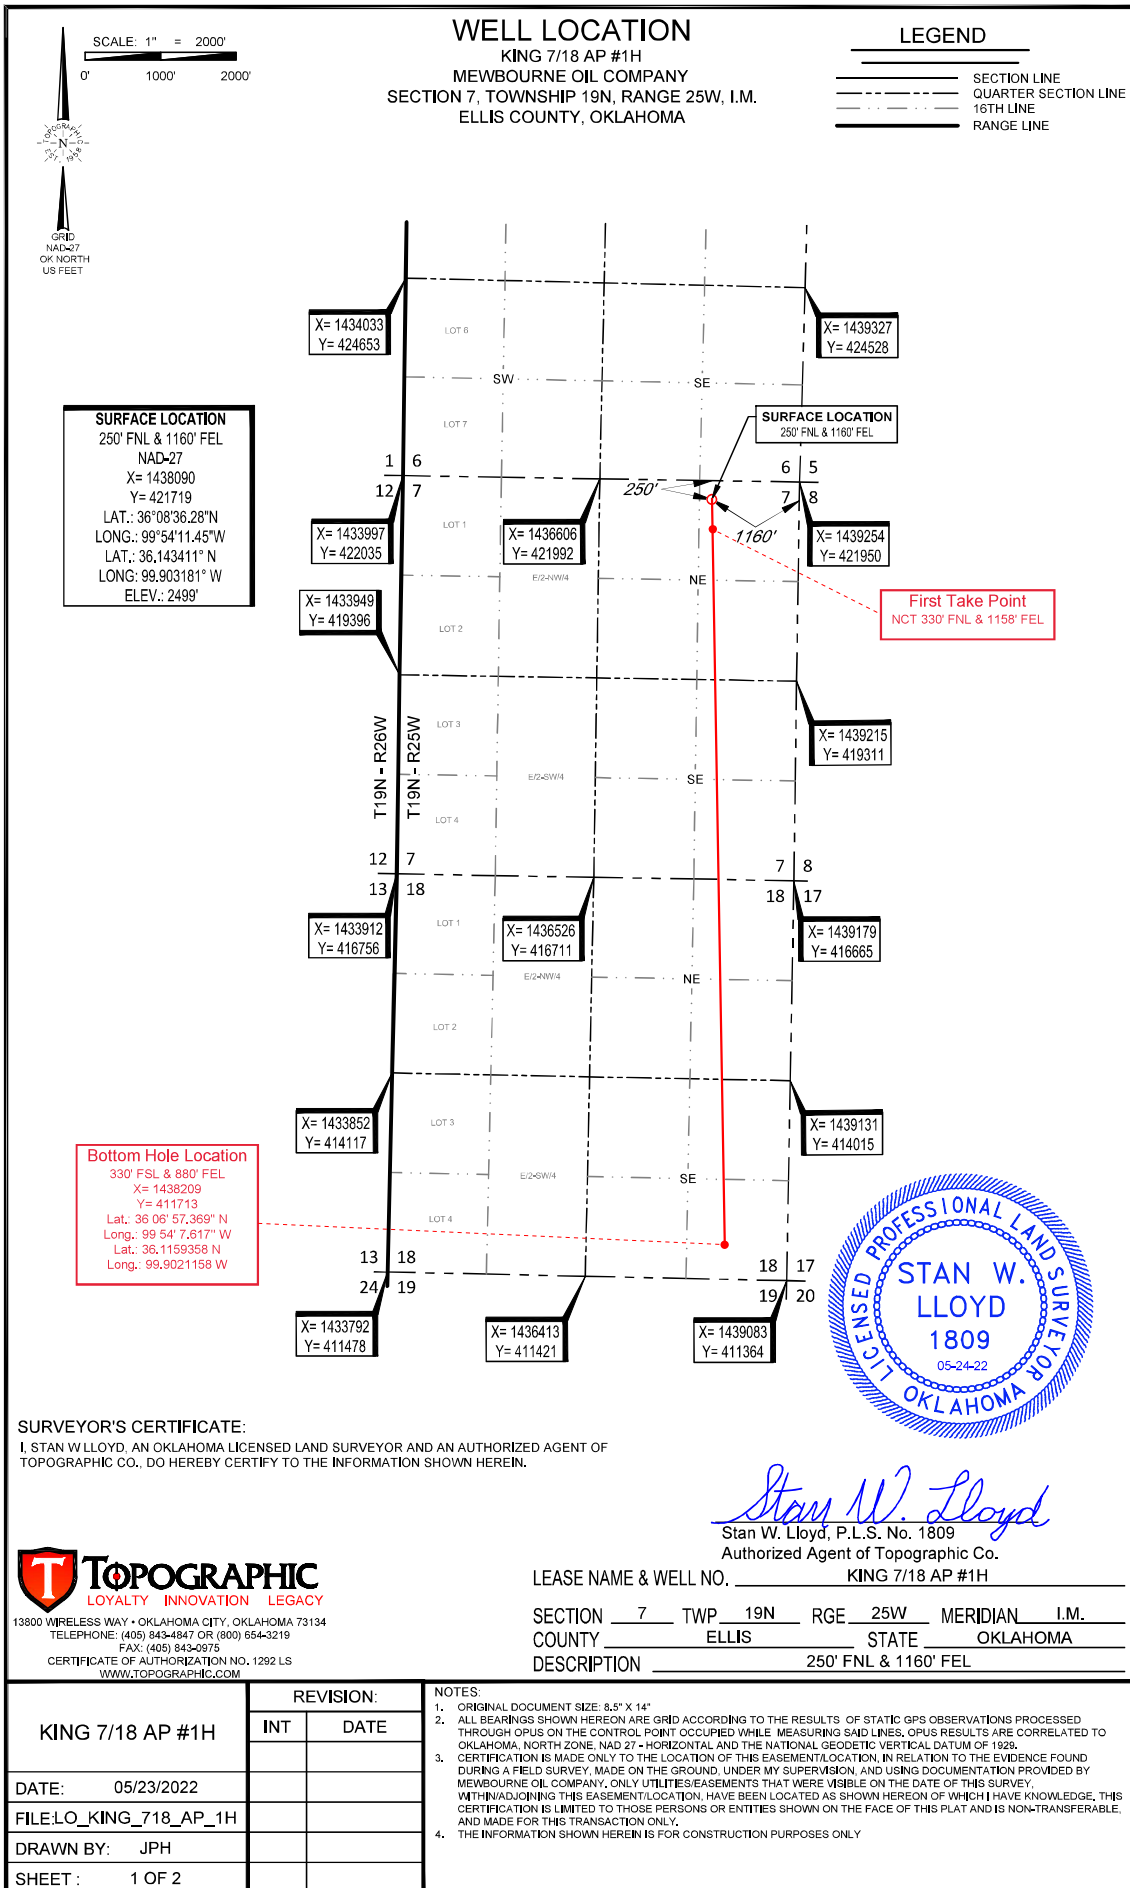 WELL LOCATION
KING 7/18 AP #1H
MEWBOURNE OIL COMPANY
SECTION 7, TOWNSHIP 19N, RANGE 25W, I.M.
ELLIS COUNTY, OKLAHOMA
SCALE: 1" = 2000'
0' 1000' 2000'
TOPOGRAPHIC
N
EST. 1958
GRID
NAD-27
OK NORTH
US FEET
LEGEND
SECTION LINE
QUARTER SECTION LINE
16TH LINE
RANGE LINE
X= 1434033
Y= 424653
LOT 6
X= 1439327
Y= 424528
SW
SE
LOT 7
SURFACE LOCATION
250' FNL & 1160' FEL
SURFACE LOCATION
250' FNL & 1160' FEL
NAD-27
X= 1438090
Y= 421719
LAT.: 36°08'36.28"N
LONG.: 99°54'11.45"W
LAT.: 36.143411° N
LONG: 99.903181° W
ELEV.: 2499'
1 6
12 7
6 5
7 8
250'
1160'
LOT 1
X= 1433997
Y= 422035
X= 1436606
Y= 421992
X= 1439254
Y= 421950
E/2-NW/4
NE
X= 1433949
Y= 419396
LOT 2
First Take Point
NCT 330' FNL & 1158' FEL
T19N - R26W
T19N - R25W
LOT 3
X= 1439215
Y= 419311
E/2-SW/4
SE
LOT 4
12 7
13 18
7 8
18 17
LOT 1
X= 1433912
Y= 416756
X= 1436526
Y= 416711
X= 1439179
Y= 416665
E/2-NW/4
NE
LOT 2
X= 1433852
Y= 414117
LOT 3
X= 1439131
Y= 414015
E/2-SW/4
SE
LOT 4
Bottom Hole Location
330' FSL & 880' FEL
X= 1438209
Y= 411713
Lat.: 36 06' 57.369" N
Long.: 99 54' 7.617" W
Lat.: 36.1159358 N
Long.: 99.9021158 W
13 18
24 19
18 17
19 20
X= 1433792
Y= 411478
X= 1436413
Y= 411421
X= 1439083
Y= 411364
LICENSED PROFESSIONAL LAND SURVEYOR
STAN W.
LLOYD
1809
05-24-22
OKLAHOMA
SURVEYOR'S CERTIFICATE:
I, STAN W LLOYD, AN OKLAHOMA LICENSED LAND SURVEYOR AND AN AUTHORIZED AGENT OF
TOPOGRAPHIC CO., DO HEREBY CERTIFY TO THE INFORMATION SHOWN HEREIN.
Stan W. Lloyd
Stan W. Lloyd, P.L.S. No. 1809
Authorized Agent of Topographic Co.
T TOPOGRAPHIC
LOYALTY INNOVATION LEGACY
13800 WIRELESS WAY • OKLAHOMA CITY, OKLAHOMA 73134
TELEPHONE: (405) 843-4847 OR (800) 654-3219
FAX: (405) 843-0975
CERTIFICATE OF AUTHORIZATION NO. 1292 LS
WWW.TOPOGRAPHIC.COM
LEASE NAME & WELL NO. KING 7/18 AP #1H
SECTION 7 TWP 19N RGE 25W MERIDIAN I.M.
COUNTY ELLIS STATE OKLAHOMA
DESCRIPTION 250' FNL & 1160' FEL
KING 7/18 AP #1H
REVISION:
INT DATE
DATE: 05/23/2022
FILE:LO_KING_718_AP_1H
DRAWN BY: JPH
SHEET : 1 OF 2
NOTES:
1. ORIGINAL DOCUMENT SIZE: 8.5" X 14"
2. ALL BEARINGS SHOWN HEREON ARE GRID ACCORDING TO THE RESULTS OF STATIC GPS OBSERVATIONS PROCESSED
THROUGH OPUS ON THE CONTROL POINT OCCUPIED WHILE MEASURING SAID LINES. OPUS RESULTS ARE CORRELATED TO
OKLAHOMA, NORTH ZONE, NAD 27 - HORIZONTAL AND THE NATIONAL GEODETIC VERTICAL DATUM OF 1929.
3. CERTIFICATION IS MADE ONLY TO THE LOCATION OF THIS EASEMENT/LOCATION, IN RELATION TO THE EVIDENCE FOUND
DURING A FIELD SURVEY, MADE ON THE GROUND, UNDER MY SUPERVISION, AND USING DOCUMENTATION PROVIDED BY
MEWBOURNE OIL COMPANY. ONLY UTILITIES/EASEMENTS THAT WERE VISIBLE ON THE DATE OF THIS SURVEY,
WITHIN/ADJOINING THIS EASEMENT/LOCATION, HAVE BEEN LOCATED AS SHOWN HEREON OF WHICH I HAVE KNOWLEDGE. THIS
CERTIFICATION IS LIMITED TO THOSE PERSONS OR ENTITIES SHOWN ON THE FACE OF THIS PLAT AND IS NON-TRANSFERABLE,
AND MADE FOR THIS TRANSACTION ONLY.
4. THE INFORMATION SHOWN HEREIN IS FOR CONSTRUCTION PURPOSES ONLY